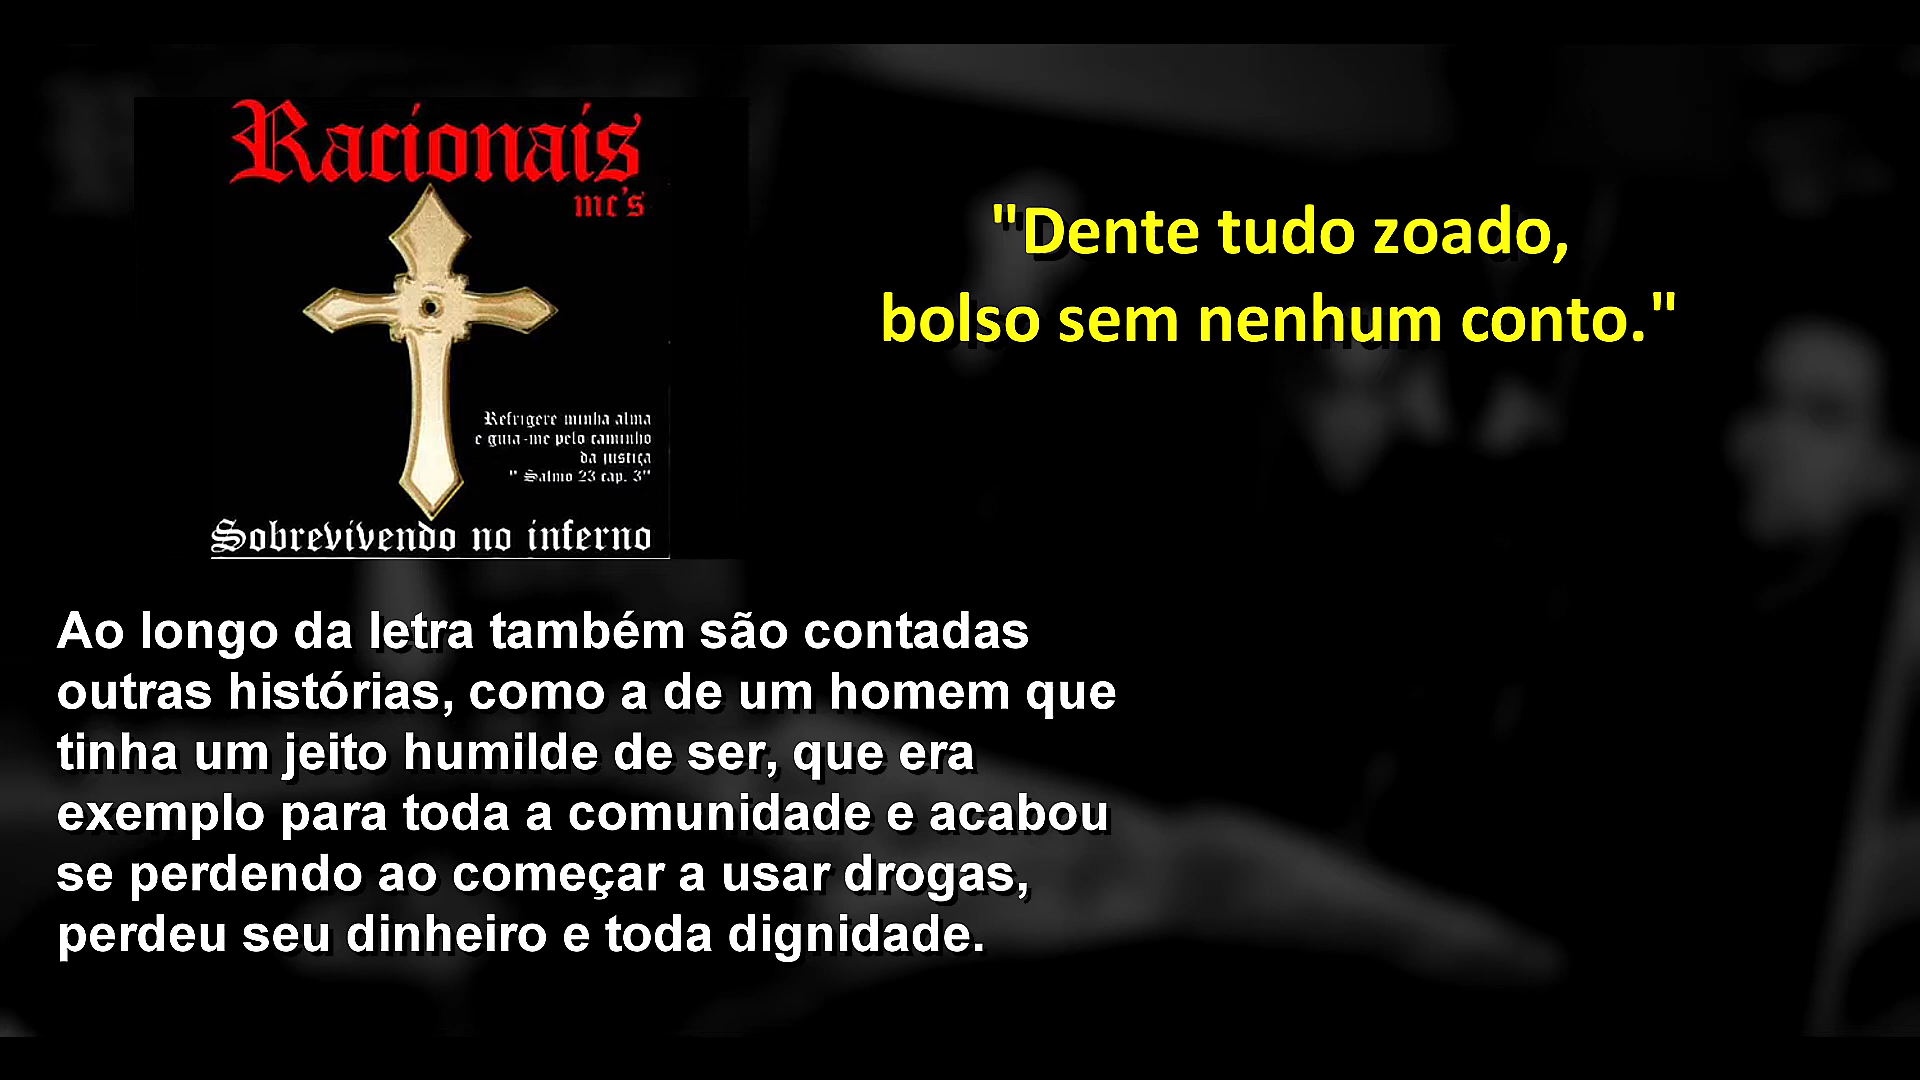 Racionais
mc's
Refrigere minha alma
e guia-me pelo caminho
da justiça
" Salmo 23 cap. 3"
Sobrevivendo no inferno
"Dente tudo zoado,
bolso sem nenhum conto."
Ao longo da letra também são contadas
outras histórias, como a de um homem que
tinha um jeito humilde de ser, que era
exemplo para toda a comunidade e acabou
se perdendo ao começar a usar drogas,
perdeu seu dinheiro e toda dignidade.